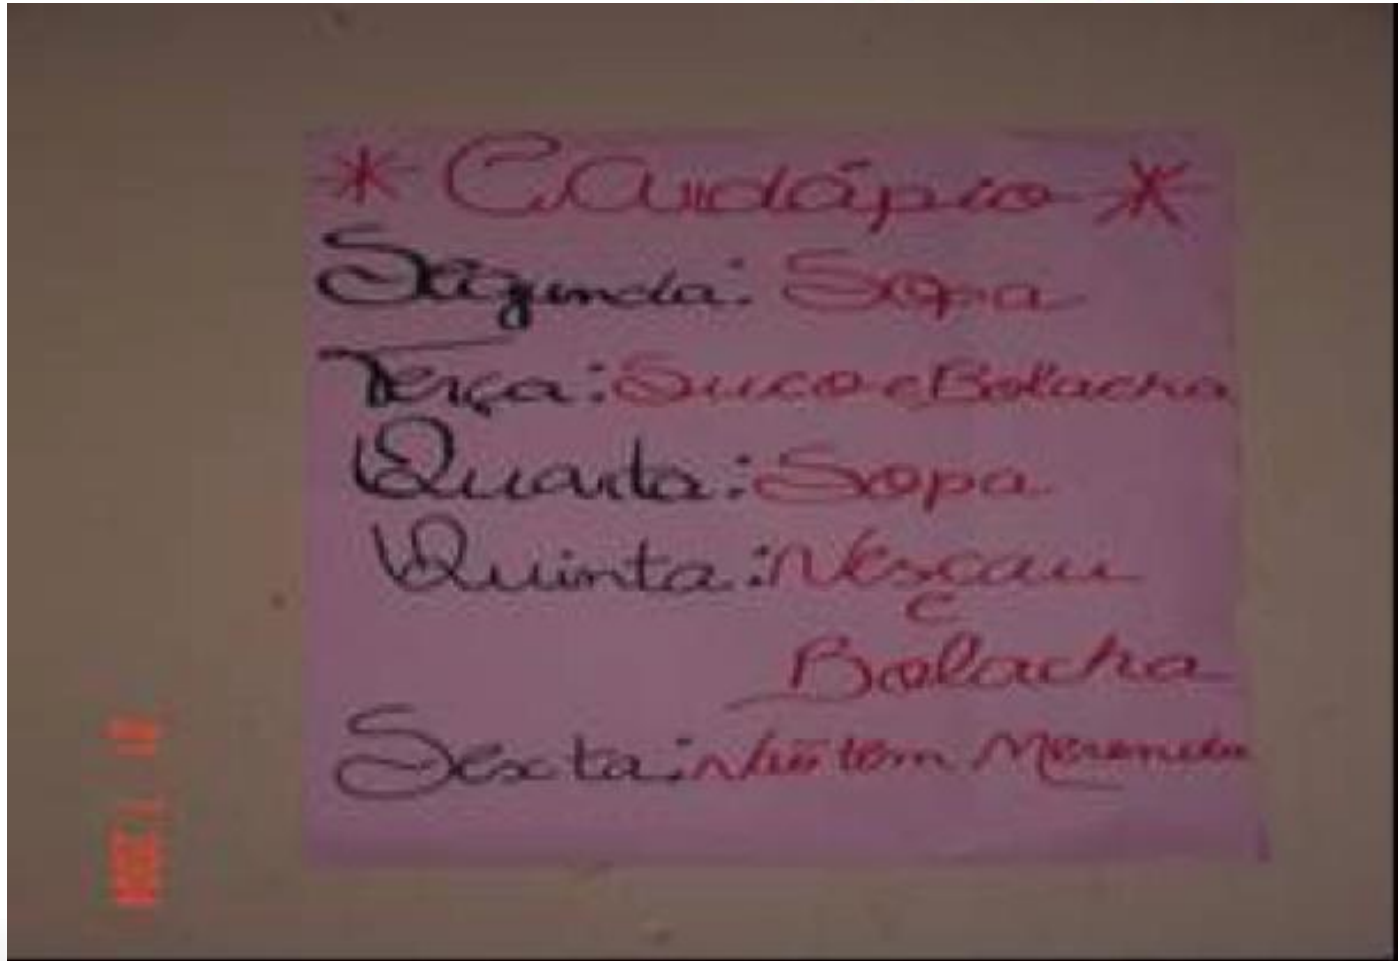 * Cardápio *
Segunda: Sopa
Terça: Suco e Bolacha
Quarta: Sopa
Quinta: Nescau
e
Bolacha
Sexta: Não tem Merenda